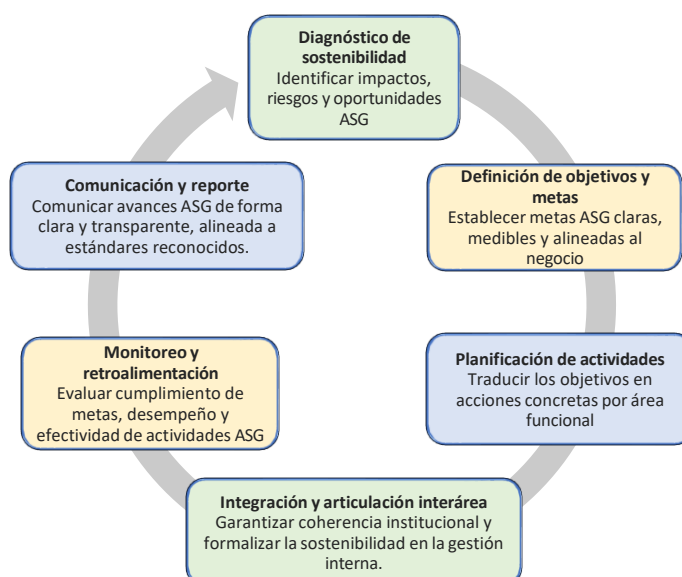 Diagnóstico de
sostenibilidad
Identificar impactos,
riesgos y oportunidades
ASG
Definición de objetivos y
metas
Establecer metas ASG claras,
medibles y alineadas al
negocio
Planificación de actividades
Traducir los objetivos en
acciones concretas por área
funcional
Integración y articulación interárea
Garantizar coherencia institucional y
formalizar la sostenibilidad en la gestión
interna.
Monitoreo y
retroalimentación
Evaluar cumplimiento de
metas, desempeño y
efectividad de actividades ASG
Comunicación y reporte
Comunicar avances ASG de forma
clara y transparente, alineada a
estándares reconocidos.